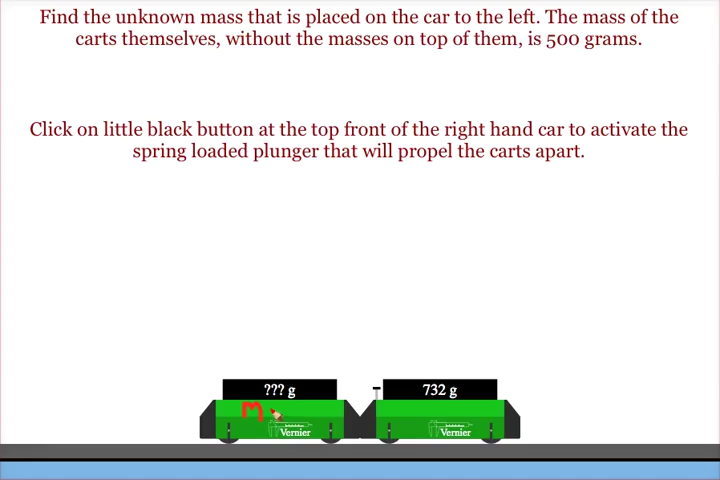 Find the unknown mass that is placed on the car to the left. The mass of the
carts themselves, without the masses on top of them, is 500 grams.
Click on little black button at the top front of the right hand car to activate the
spring loaded plunger that will propel the carts apart.
??? g
732 g
m
Vernier
Vernier